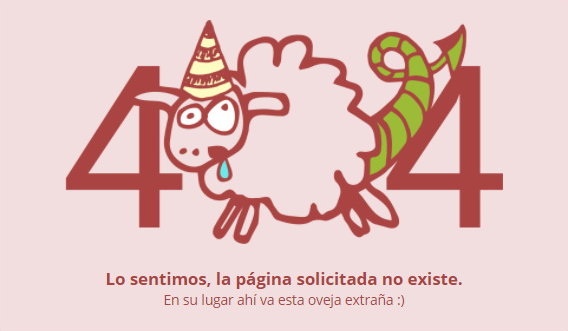 404
Lo sentimos, la página solicitada no existe.
En su lugar ahí va esta oveja extraña :)